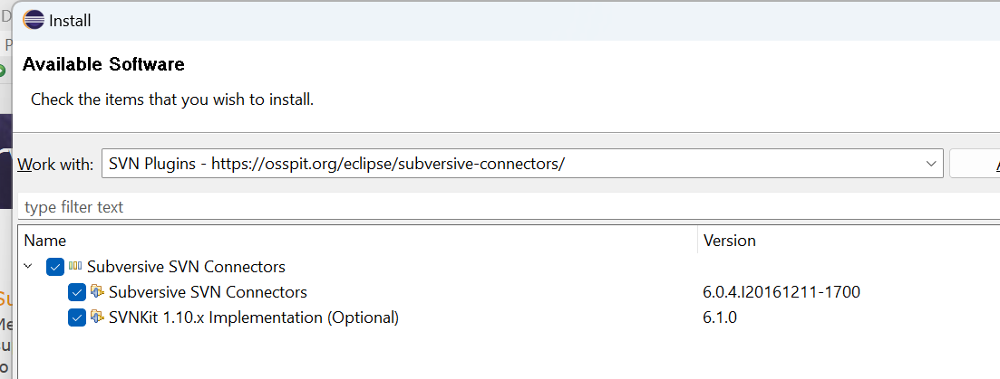 Install
Available Software
Check the items that you wish to install.
Work with: SVN Plugins - https://osspit.org/eclipse/subversive-connectors/
type filter text
Name Version
Subversive SVN Connectors
Subversive SVN Connectors 6.0.4.I20161211-1700
SVNKit 1.10.x Implementation (Optional) 6.1.0